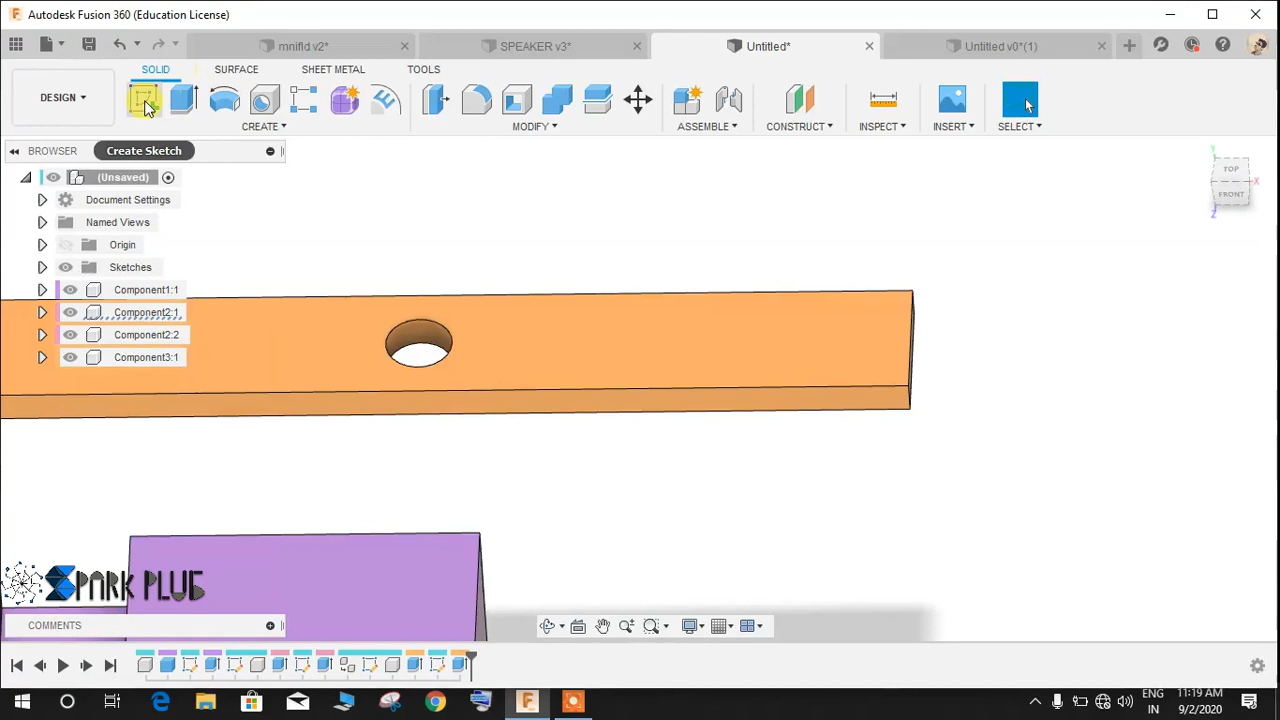 Autodesk Fusion 360 (Education License)
mnifld v2*
SPEAKER v3*
Untitled*
Untitled v0*(1)
SOLID
SURFACE
SHEET METAL
TOOLS
DESIGN
CREATE
MODIFY
ASSEMBLE
CONSTRUCT
INSPECT
INSERT
SELECT
BROWSER
Create Sketch
(Unsaved)
Document Settings
Named Views
Origin
Sketches
Component1:1
Component2:1
Component2:2
Component3:1
TOP
FRONT
Y
X
Z
SPARK PLUG
COMMENTS
ENG
IN
11:19 AM
9/2/2020